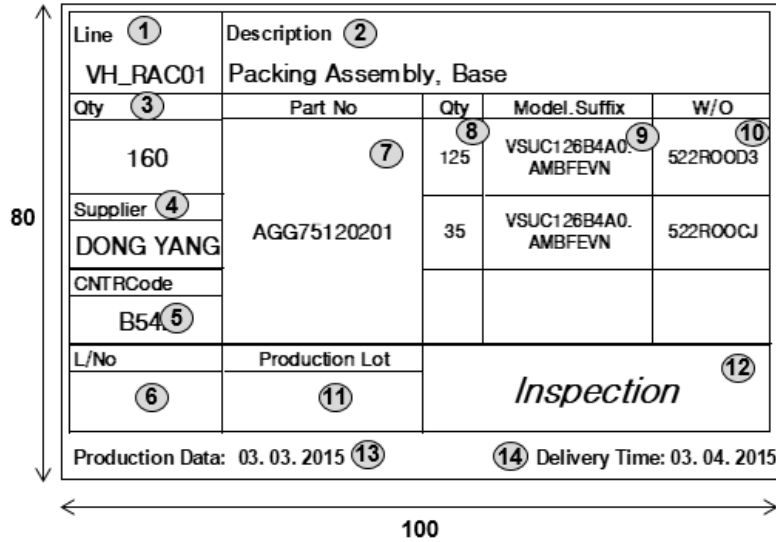 Line 1 Description 2
VH_RAC01 Packing Assembly, Base
Qty 3 Part No Qty Model.Suffix W/O
8 9 10
160 7 125 VSUC126B4A0. 522ROOD3
AMBFEVN
Supplier 4
DONG YANG AGG75120201 35 VSUC126B4A0. 522ROOCJ
AMBFEVN
CNTRCode
5
L/No Production Lot 12
6 11 Inspection
Production Data: 03. 03. 2015 13 14 Delivery Time: 03. 04. 2015
80
100